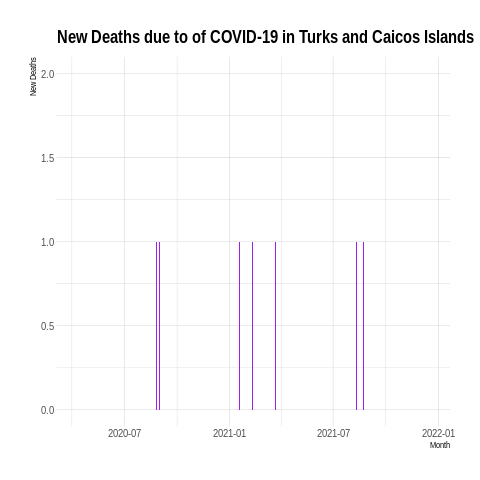 New Deaths due to of COVID-19 in Turks and Caicos Islands
New Deaths
2.0
1.5
1.0
0.5
0.0
2020-07 2021-01 2021-07 2022-01
Month